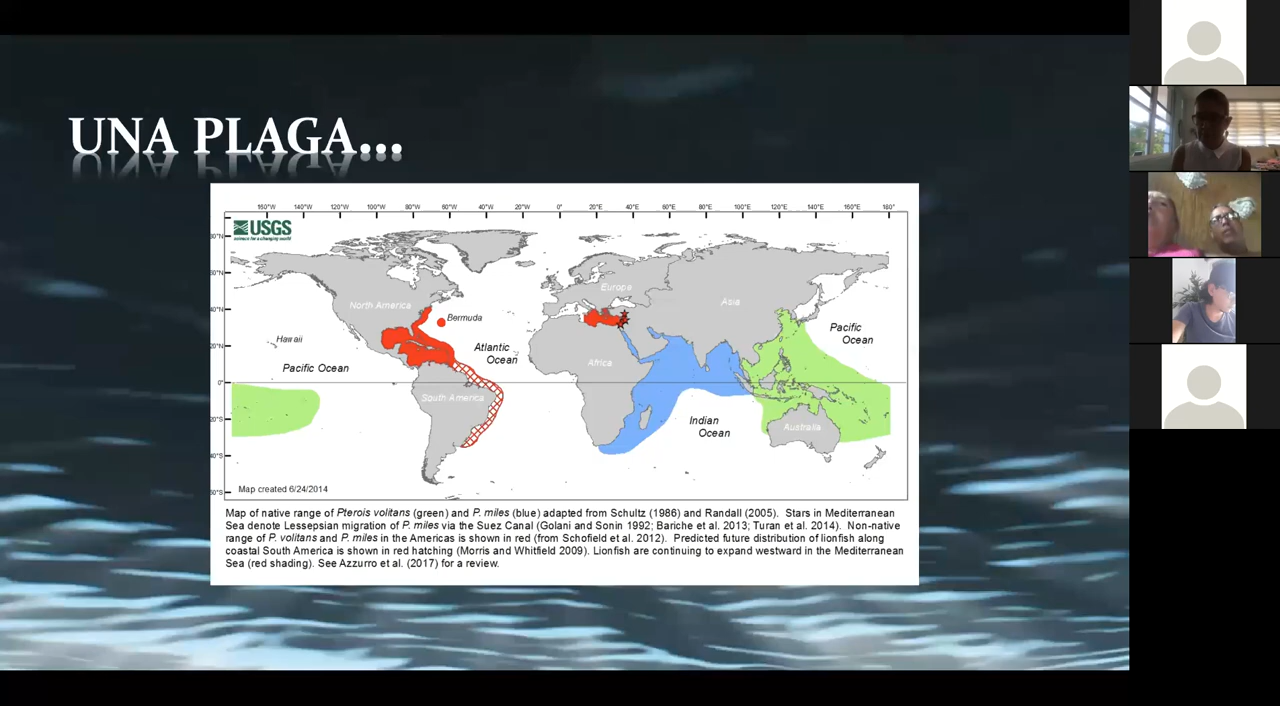 UNA PLAGA...
160°W 140°W 120°W 100°W 80°W 60°W 40°W 20°W 0° 20°E 40°E 60°E 80°E 100°E 120°E 140°E 160°E 180°
USGS
science for a changing world
60°N
40°N
20°N
0°
20°S
40°S
Europe
Asia
North America
Bermuda
Pacific
Ocean
Hawaii
Atlantic
Ocean
Africa
Pacific Ocean
South America
Indian
Ocean
Australia
Map created 6/24/2014
Map of native range of Pterois volitans (green) and P. miles (blue) adapted from Schultz (1986) and Randall (2005). Stars in Mediterranean
Sea denote Lessepsian migration of P. miles via the Suez Canal (Golani and Sonin 1992; Bariche et al. 2013; Turan et al. 2014). Non-native
range of P. volitans and P. miles in the Americas is shown in red (from Schofield et al. 2012). Predicted future distribution of lionfish along
coastal South America is shown in red hatching (Morris and Whitfield 2009). Lionfish are continuing to expand westward in the Mediterranean
Sea (red shading). See Azzurro et al. (2017) for a review.